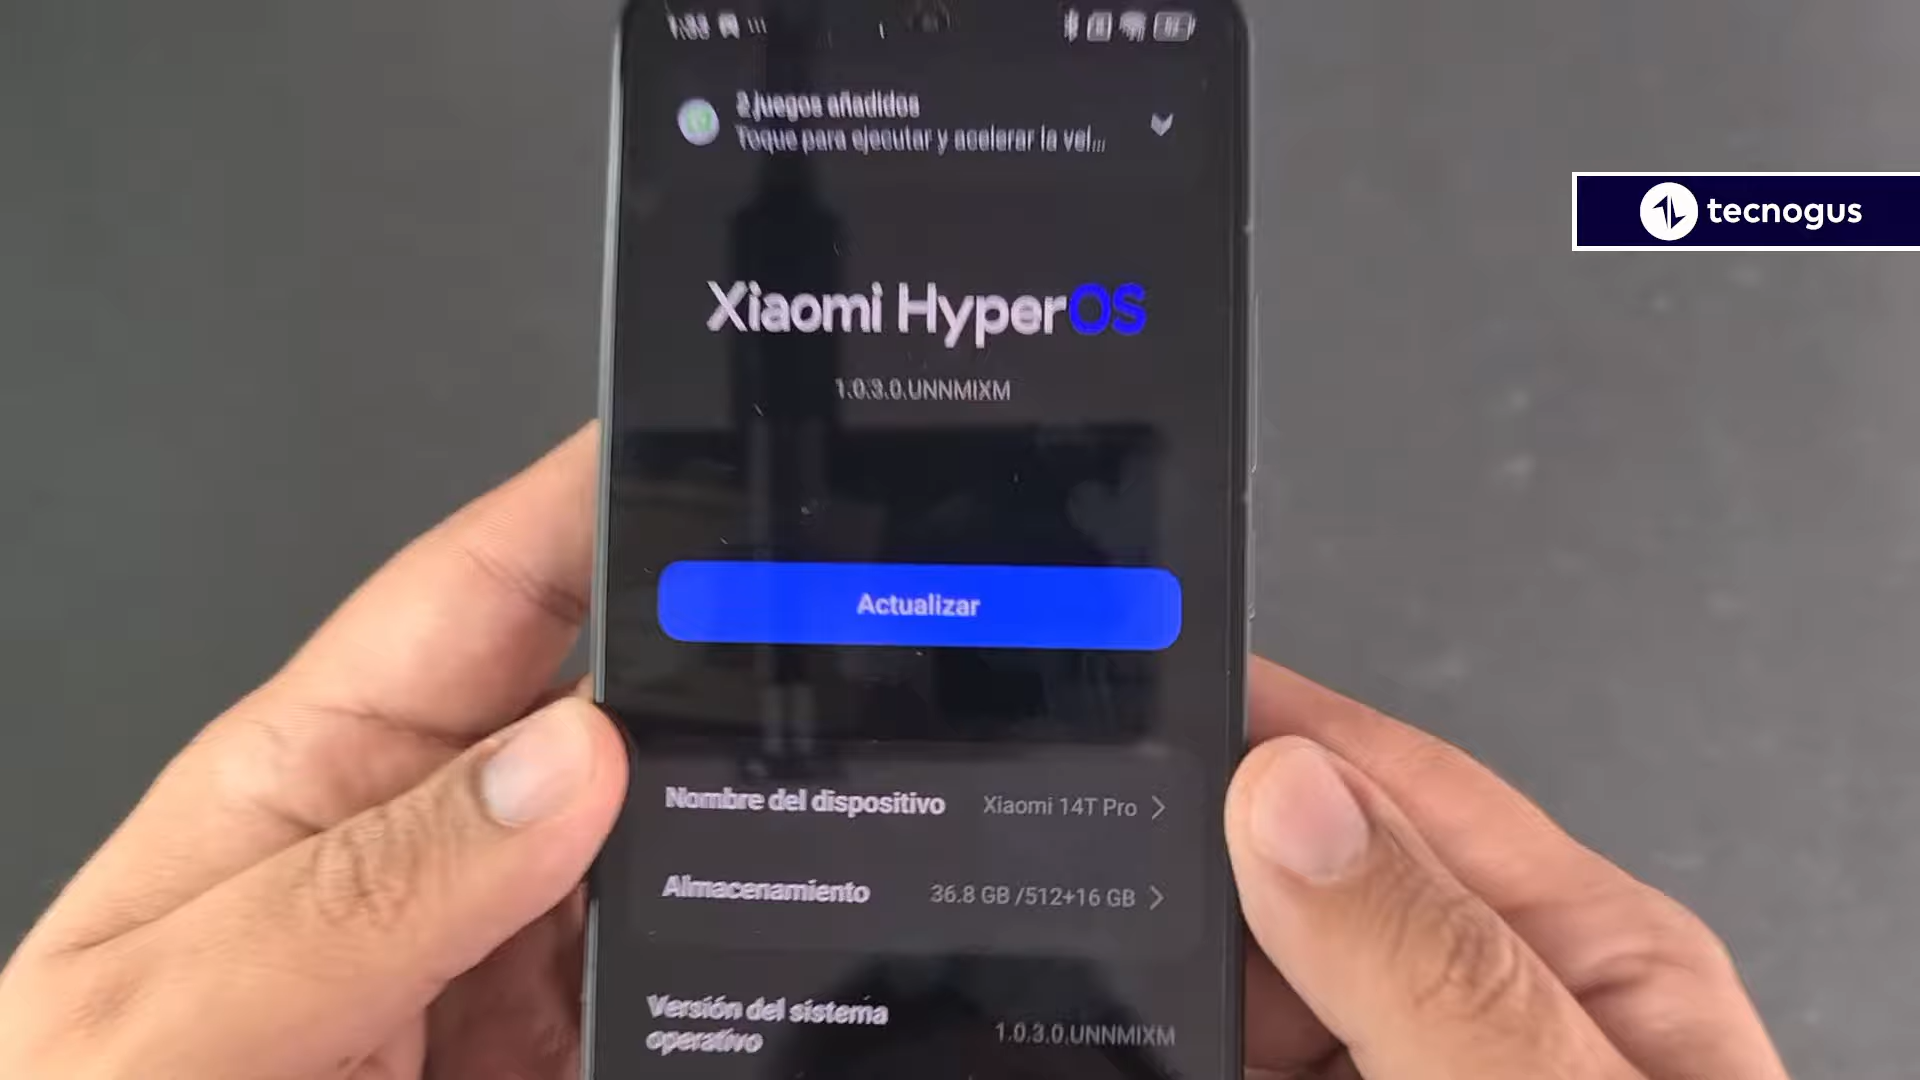 2 juegos añadidos
Toque para ejecutar y acelerar la vel...
tecnogus
Xiaomi HyperOS
1.0.3.0.UNNMIXM
Actualizar
Nombre del dispositivo Xiaomi 14T Pro
Almacenamiento 36.8 GB /512+16 GB
Versión del sistema
operativo 1.0.3.0.UNNMIXM